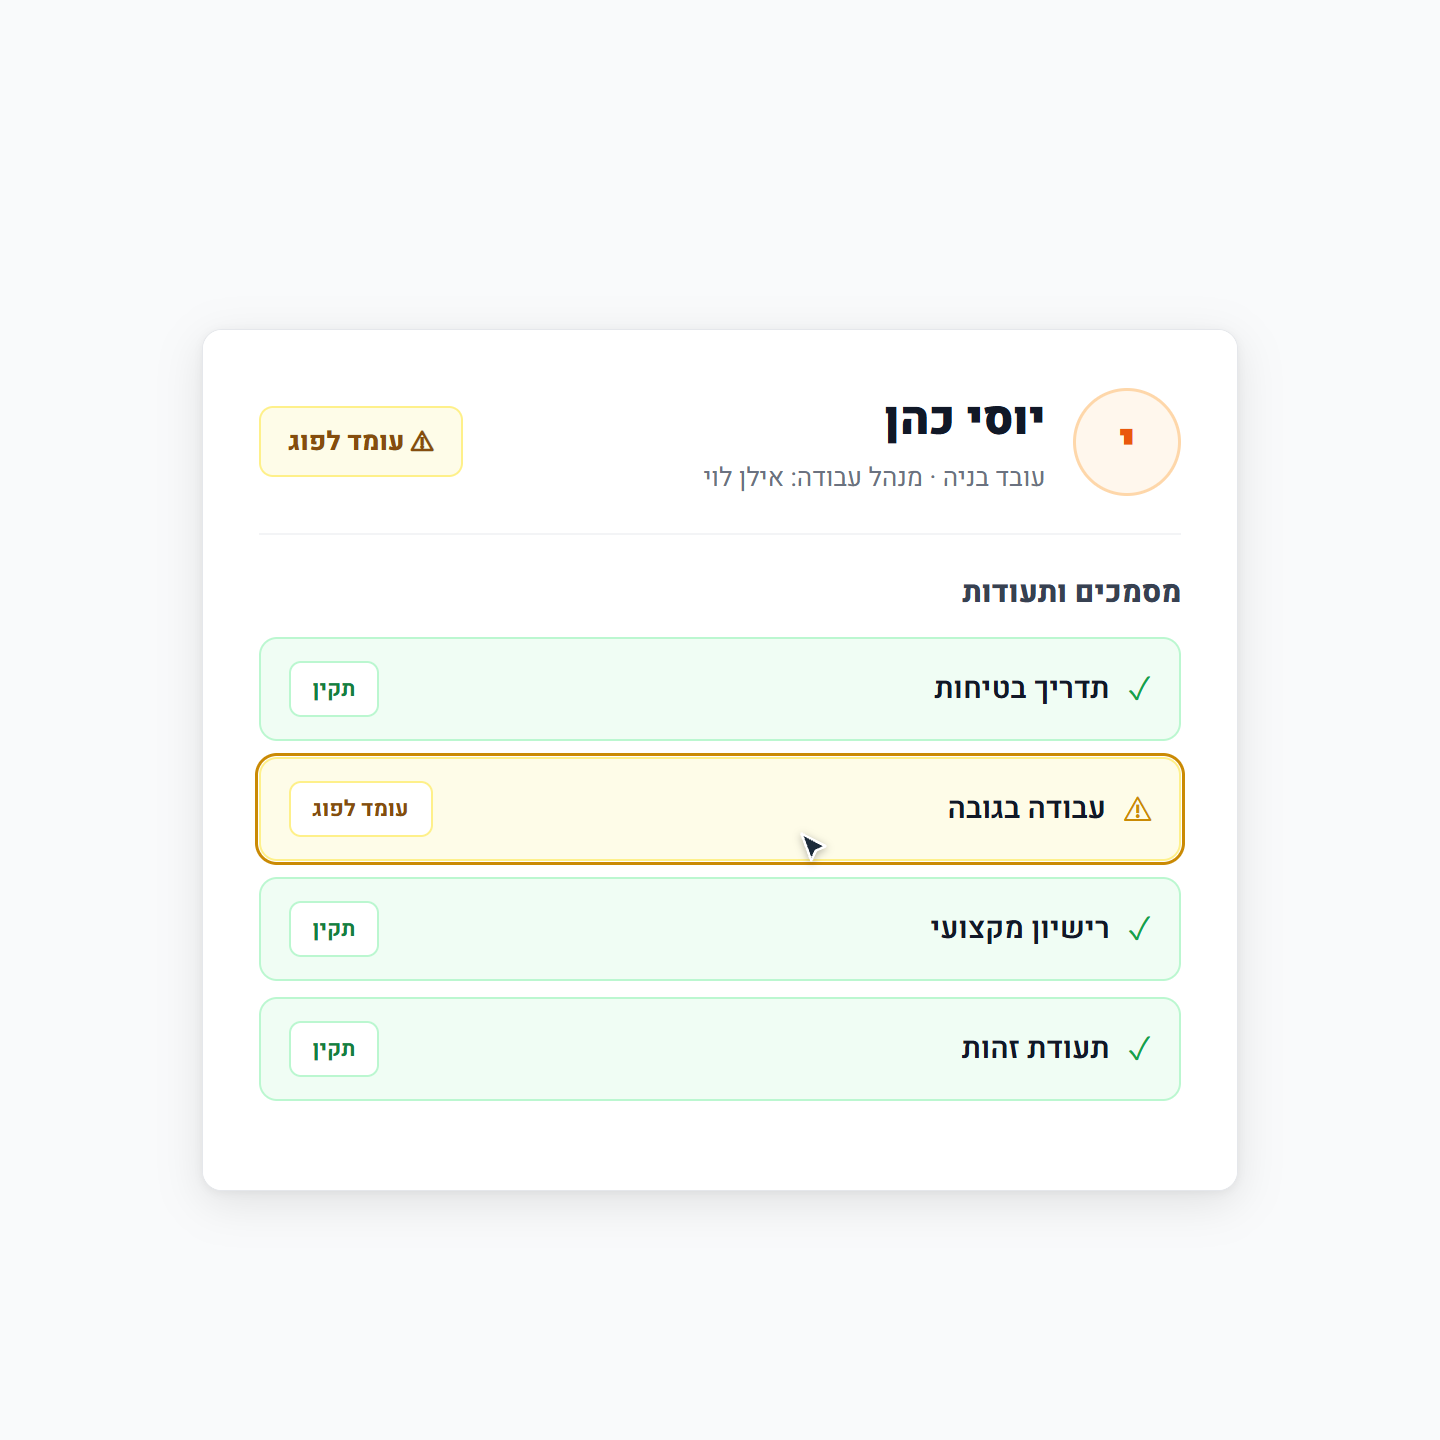 י
יוסי כהן
עובד בניה · מנהל עבודה: אילן לוי
⚠ עומד לפוג
מסמכים ותעודות
✓ תדריך בטיחות
תקין
⚠ עבודה בגובה
עומד לפוג
✓ רישיון מקצועי
תקין
✓ תעודת זהות
תקין